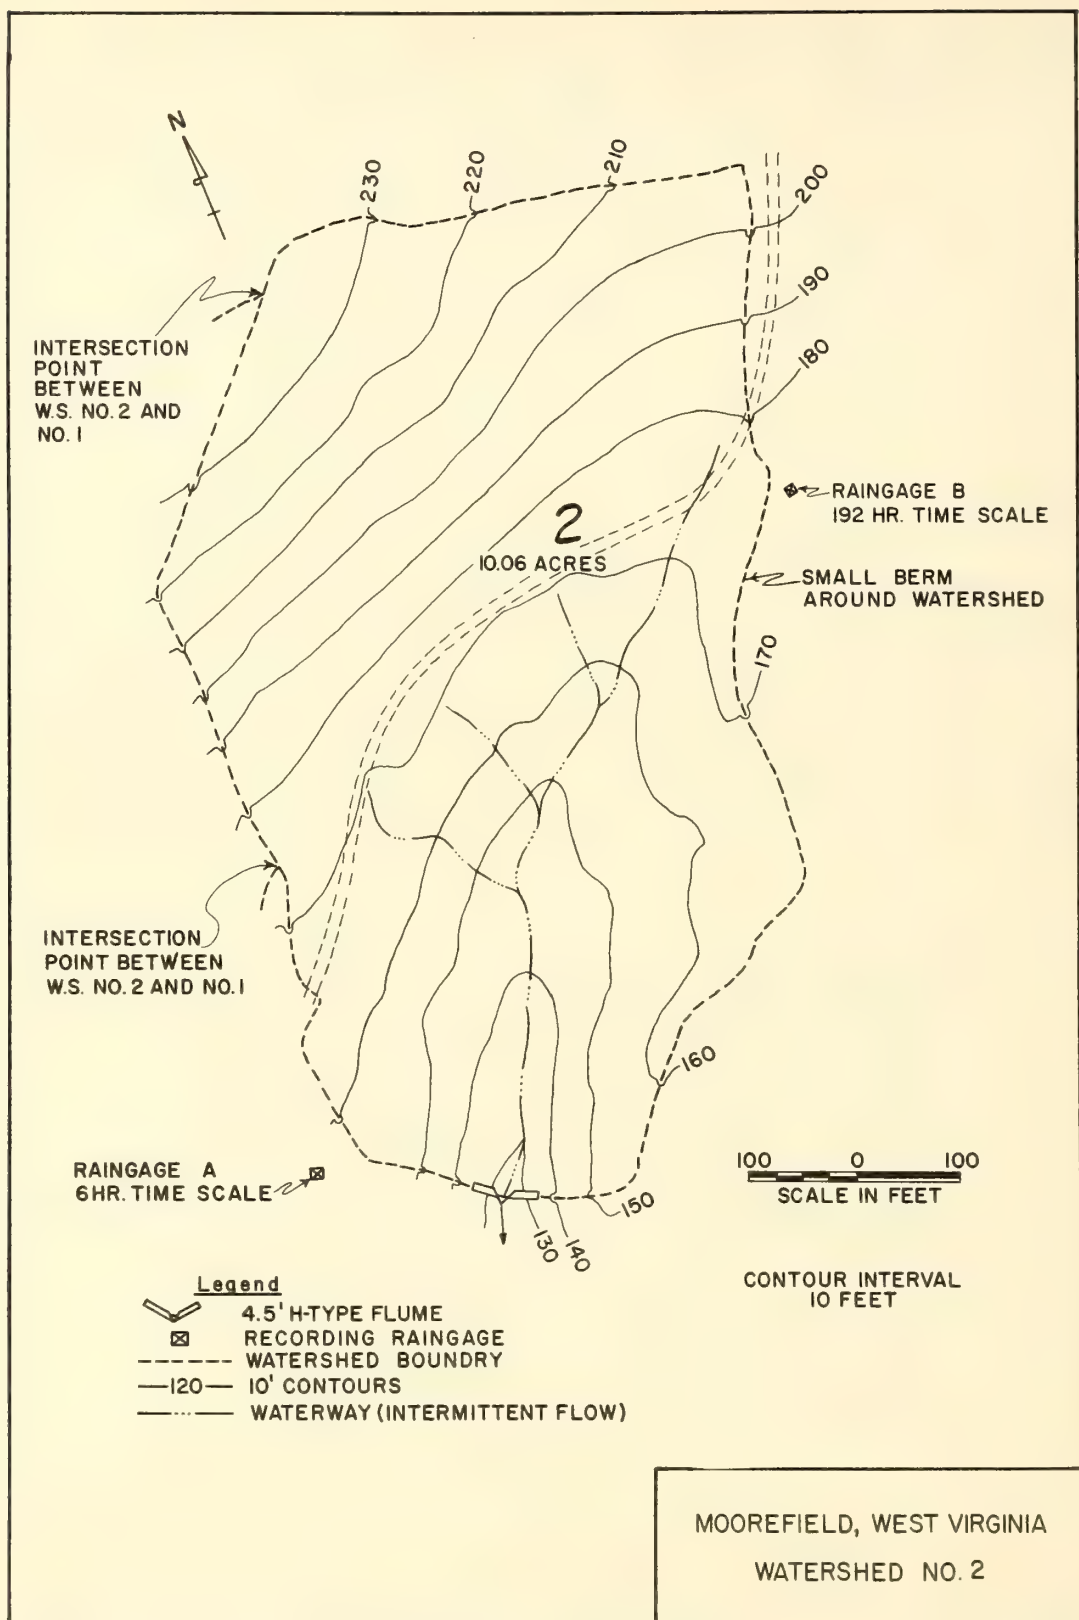 N
230
220
210
200
190
180
INTERSECTION
POINT
BETWEEN
W.S. NO. 2 AND
NO. 1
RAINGAGE B
192 HR. TIME SCALE
2
10.06 ACRES
SMALL BERM
AROUND WATERSHED
170
INTERSECTION
POINT BETWEEN
W.S. NO. 2 AND NO. 1
160
RAINGAGE A
6 HR. TIME SCALE
100 0 100
SCALE IN FEET
150
140
130
CONTOUR INTERVAL
10 FEET
Legend
4.5' H-TYPE FLUME
RECORDING RAINGAGE
WATERSHED BOUNDRY
120 10' CONTOURS
WATERWAY (INTERMITTENT FLOW)
MOOREFIELD, WEST VIRGINIA
WATERSHED NO. 2